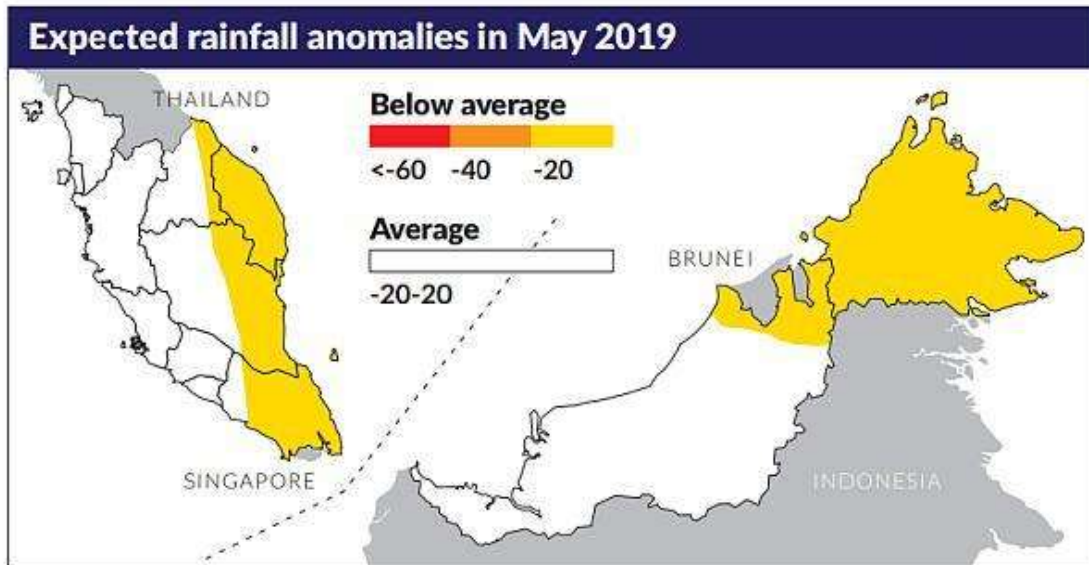 Expected rainfall anomalies in May 2019
THAILAND
Below average
<-60 -40 -20
Average
-20-20
BRUNEI
SINGAPORE
INDONESIA